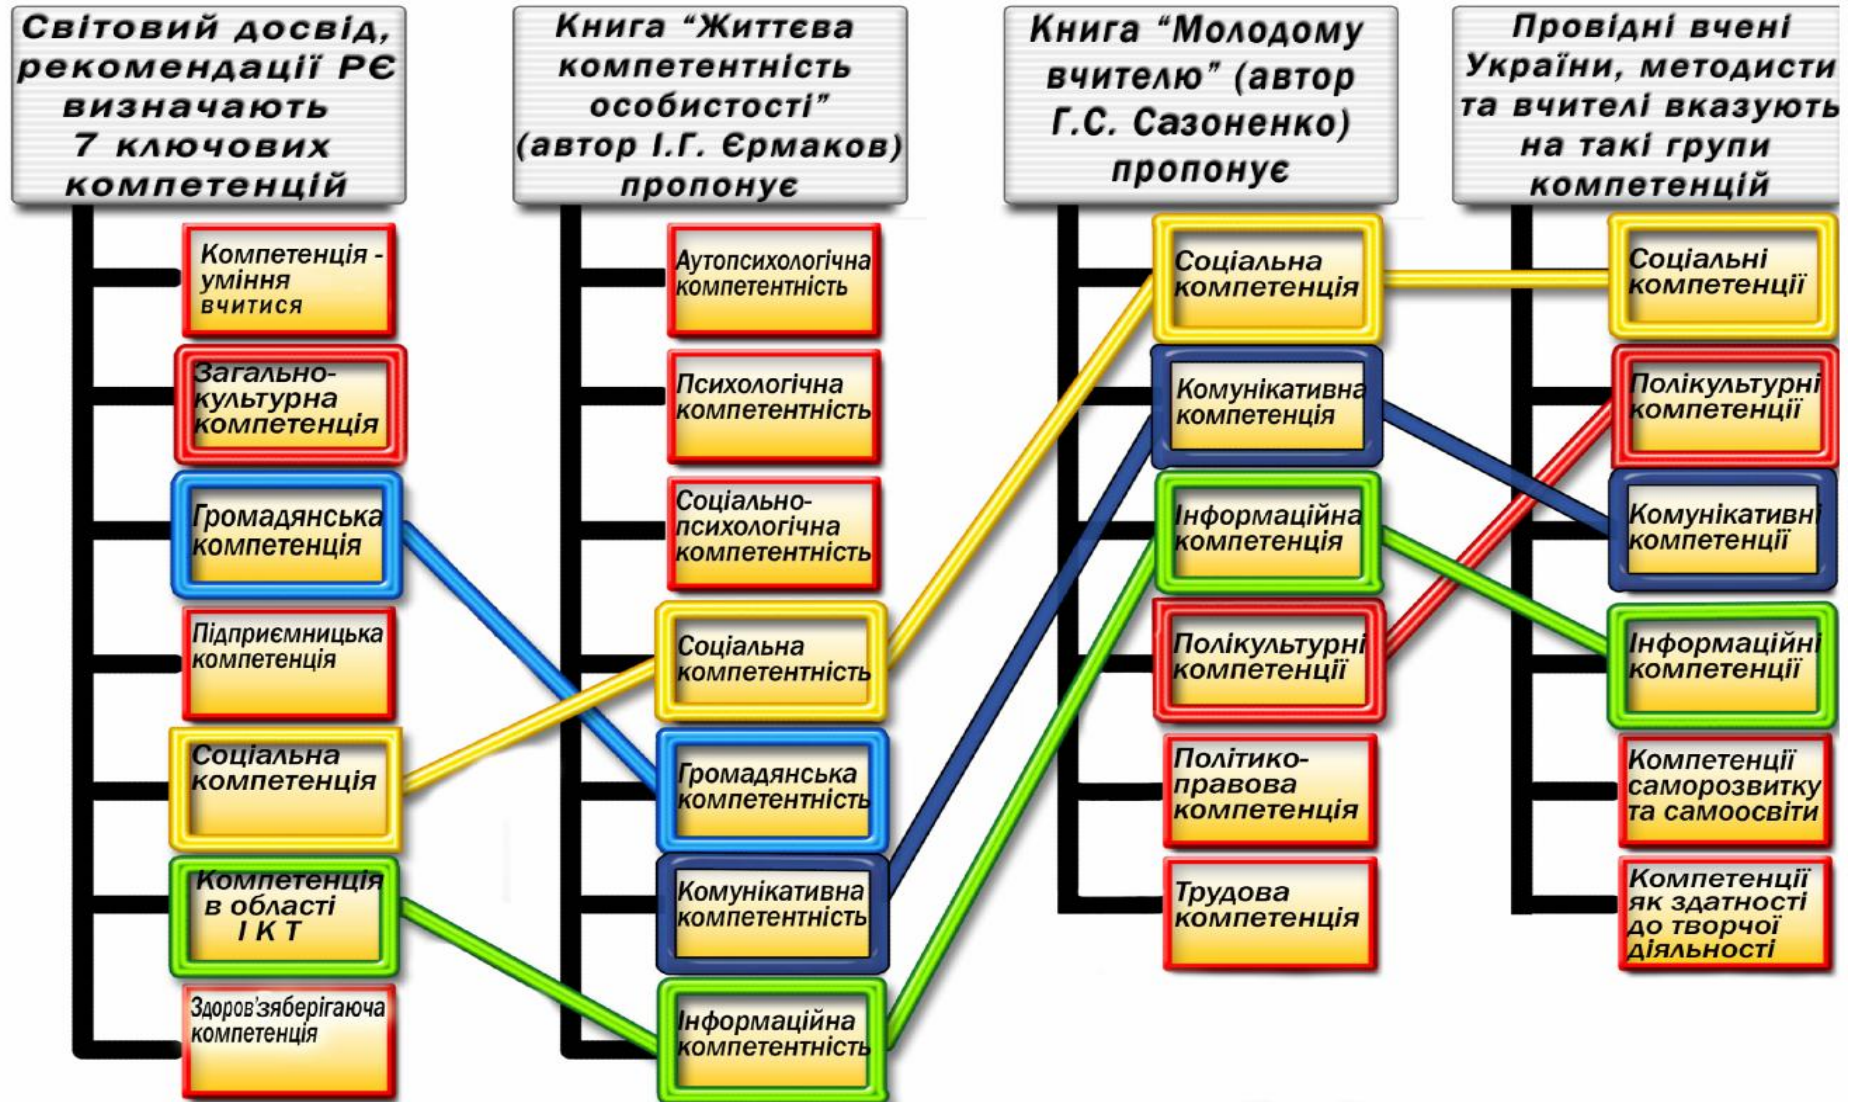 Світовий досвід,
рекомендації РЄ
визначають
7 ключових
компетенцій
Компетенція -
уміння
вчитися
Загально-
культурна
компетенція
Громадянська
компетенція
Підприємницька
компетенція
Соціальна
компетенція
Компетенція
в області
І К Т
Здоров'язберігаюча
компетенція
Книга “Життєва
компетентність
особистості”
(автор І.Г. Єрмаков)
пропонує
Аутопсихологічна
компетентність
Психологічна
компетентність
Соціально-
психологічна
компетентність
Соціальна
компетентність
Громадянська
компетентність
Комунікативна
компетентність
Інформаційна
компетентність
Книга “Молодому
вчителю” (автор
Г.С. Сазоненко)
пропонує
Соціальна
компетенція
Комунікативна
компетенція
Інформаційна
компетенція
Полікультурні
компетенції
Політико-
правова
компетенція
Трудова
компетенція
Провідні вчені
України, методисти
та вчителі вказують
на такі групи
компетенцій
Соціальні
компетенції
Полікультурні
компетенції
Комунікативні
компетенції
Інформаційні
компетенції
Компетенції
саморозвитку
та самоосвіти
Компетенції
як здатності
до творчої
діяльності